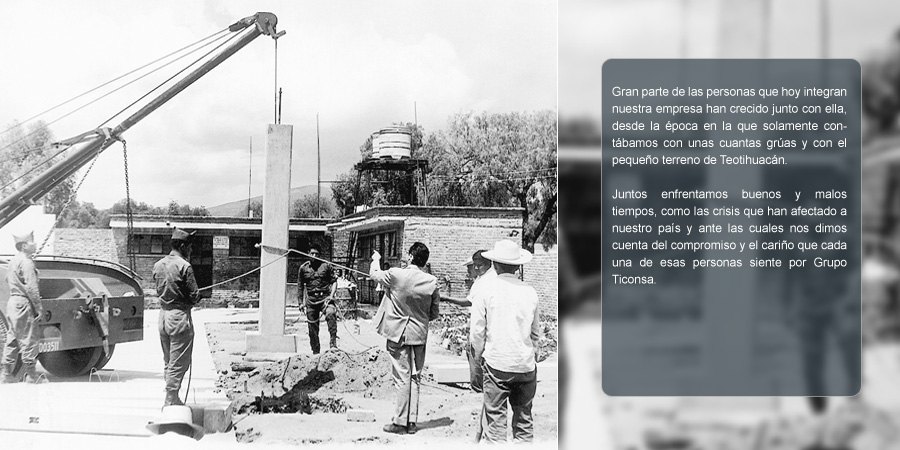 Gran parte de las personas que hoy integran
nuestra empresa han crecido junto con ella,
desde la época en la que solamente con-
tábamos con unas cuantas grúas y con el
pequeño terreno de Teotihuacán.
Juntos enfrentamos buenos y malos
tiempos, como las crisis que han afectado a
nuestro país y ante las cuales nos dimos
cuenta del compromiso y el cariño que cada
una de esas personas siente por Grupo
Ticonsa.